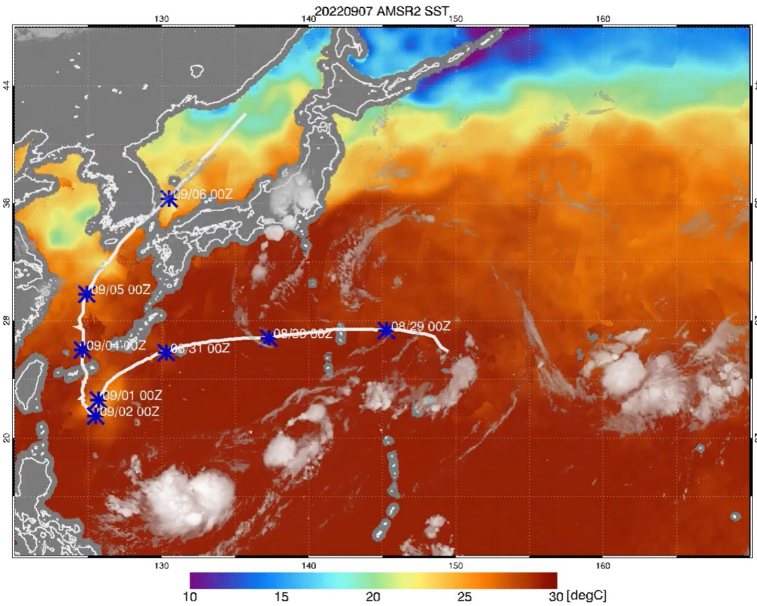 20220907 AMSR2 SST
130 140 150 160
44
36
28
20
09/06 00Z
09/05 00Z
08/29 00Z
08/30 00Z
09/04 00Z
08/31 00Z
09/01 00Z
09/02 00Z
130 140 150 160
10 15 20 25 30 [degC]